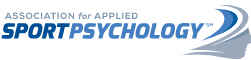 ASSOCIATION for APPLIED
SPORTPSYCHOLOGY